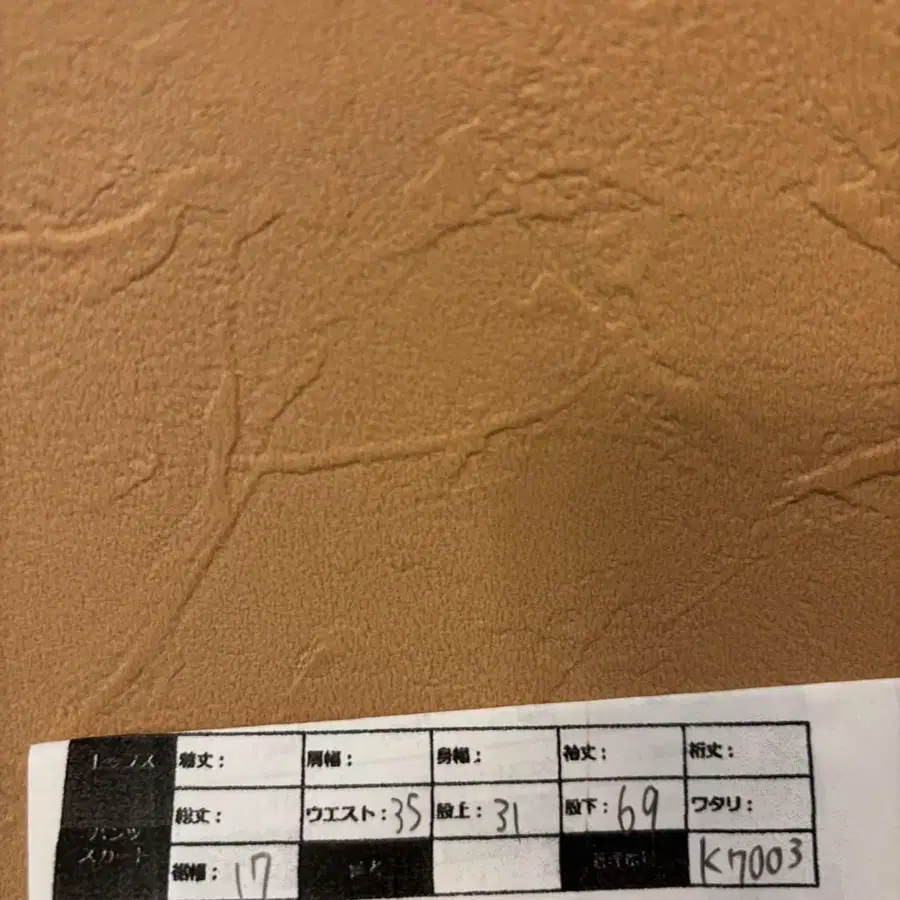 トップス 着丈: 肩幅: 身幅: 袖丈: 裄丈:
総丈: ウエスト:35 股上:31 股下:69 ワタリ:
パンツ
スカート
裾幅: 17 備考 K7003